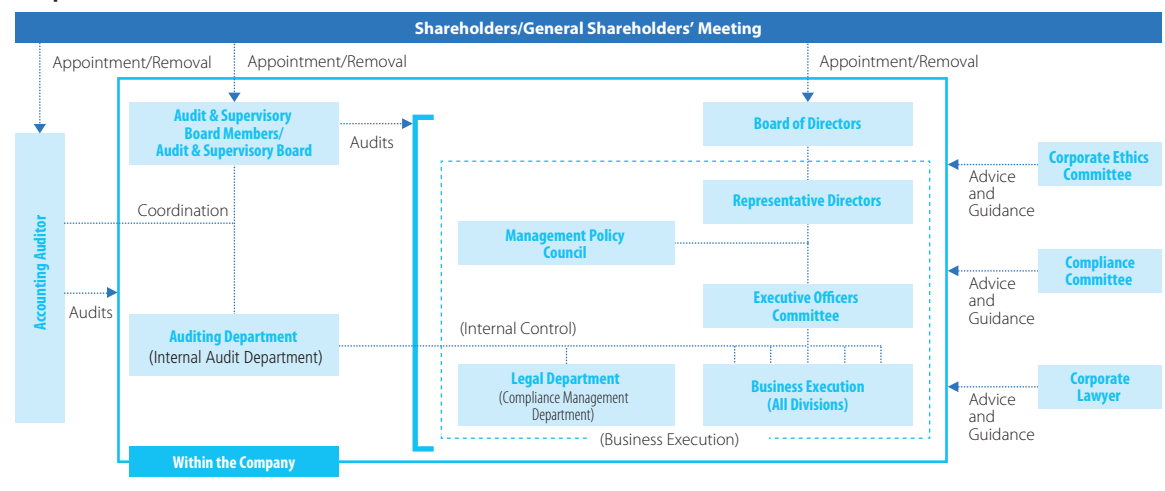 Shareholders/General Shareholders’ Meeting
Appointment/Removal
Appointment/Removal
Appointment/Removal
Audit & Supervisory
Board Members/
Audit & Supervisory Board
Audits
Board of Directors
Corporate Ethics
Committee
Advice
and
Guidance
Representative Directors
Coordination
Management Policy
Council
Accounting Auditor
Audits
Compliance
Committee
Advice
and
Guidance
Executive Officers
Committee
Auditing Department
(Internal Audit Department)
(Internal Control)
Legal Department
(Compliance Management
Department)
Business Execution
(All Divisions)
Corporate
Lawyer
Advice
and
Guidance
(Business Execution)
Within the Company